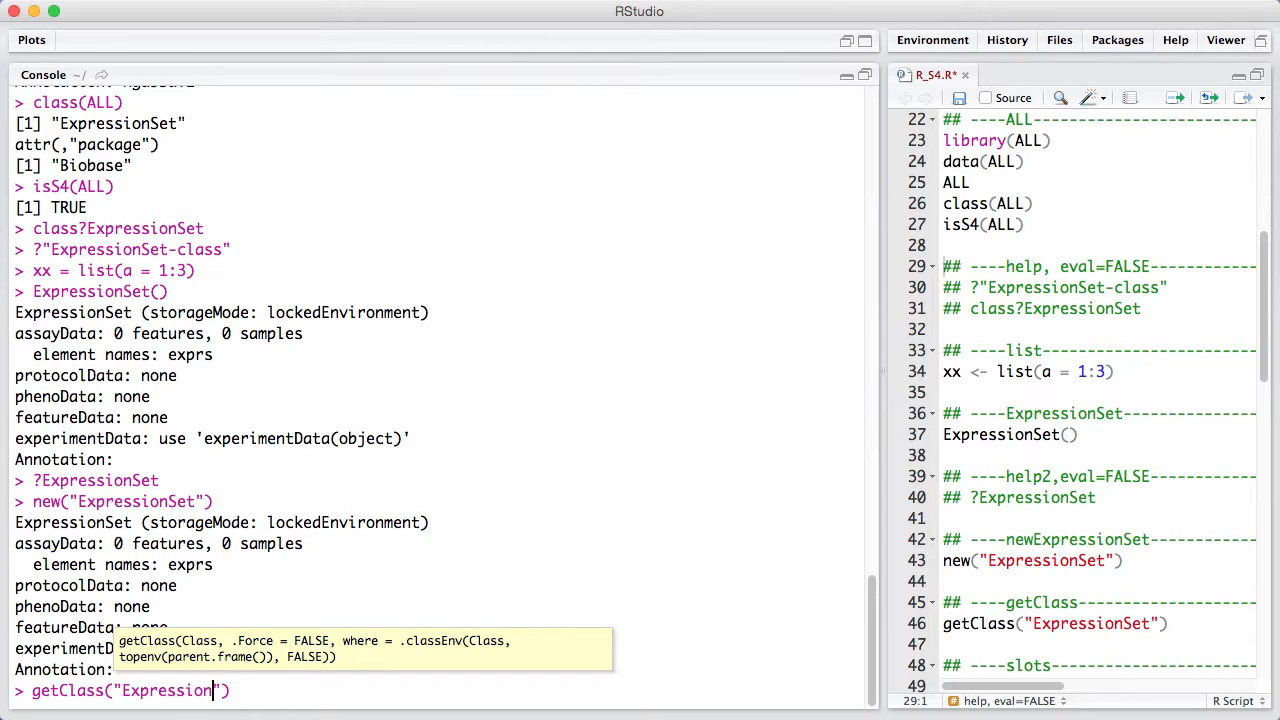 RStudio
Plots
Console ~/
> class(ALL)
[1] "ExpressionSet"
attr(,"package")
[1] "Biobase"
> isS4(ALL)
[1] TRUE
> class?ExpressionSet
> ?"ExpressionSet-class"
> xx = list(a = 1:3)
> ExpressionSet()
ExpressionSet (storageMode: lockedEnvironment)
assayData: 0 features, 0 samples
  element names: exprs
protocolData: none
phenoData: none
featureData: none
experimentData: use 'experimentData(object)'
Annotation:
> ?ExpressionSet
> new("ExpressionSet")
ExpressionSet (storageMode: lockedEnvironment)
assayData: 0 features, 0 samples
  element names: exprs
protocolData: none
phenoData: none
featureData: none
getClass(Class, .Force = FALSE, where = .classEnv(Class,
topenv(parent.frame()), FALSE))
experimentD
Annotation:
> getClass("Expression")
Environment History Files Packages Help Viewer
R_S4.R*
Source
22 ## ----ALL-------------------------
23 library(ALL)
24 data(ALL)
25 ALL
26 class(ALL)
27 isS4(ALL)
28
29 ## ----help, eval=FALSE------------
30 ## ?"ExpressionSet-class"
31 ## class?ExpressionSet
32
33 ## ----list------------------------
34 xx <- list(a = 1:3)
35
36 ## ----ExpressionSet---------------
37 ExpressionSet()
38
39 ## ----help2,eval=FALSE------------
40 ## ?ExpressionSet
41
42 ## ----newExpressionSet------------
43 new("ExpressionSet")
44
45 ## ----getClass--------------------
46 getClass("ExpressionSet")
47
48 ## ----slots-----------------------
49
29:1 # help, eval=FALSE R Script